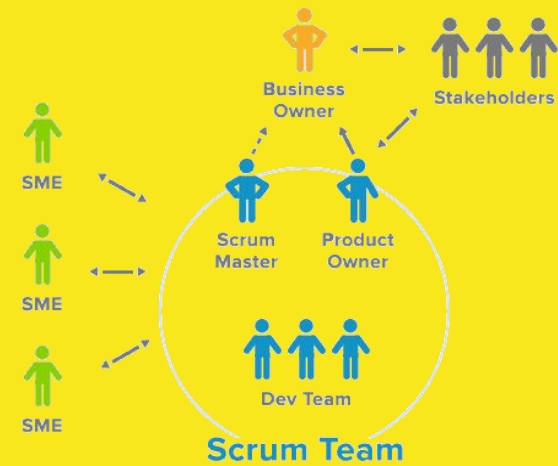 Business
Owner
Stakeholders
SME
Scrum
Master
Product
Owner
SME
Dev Team
SME
Scrum Team